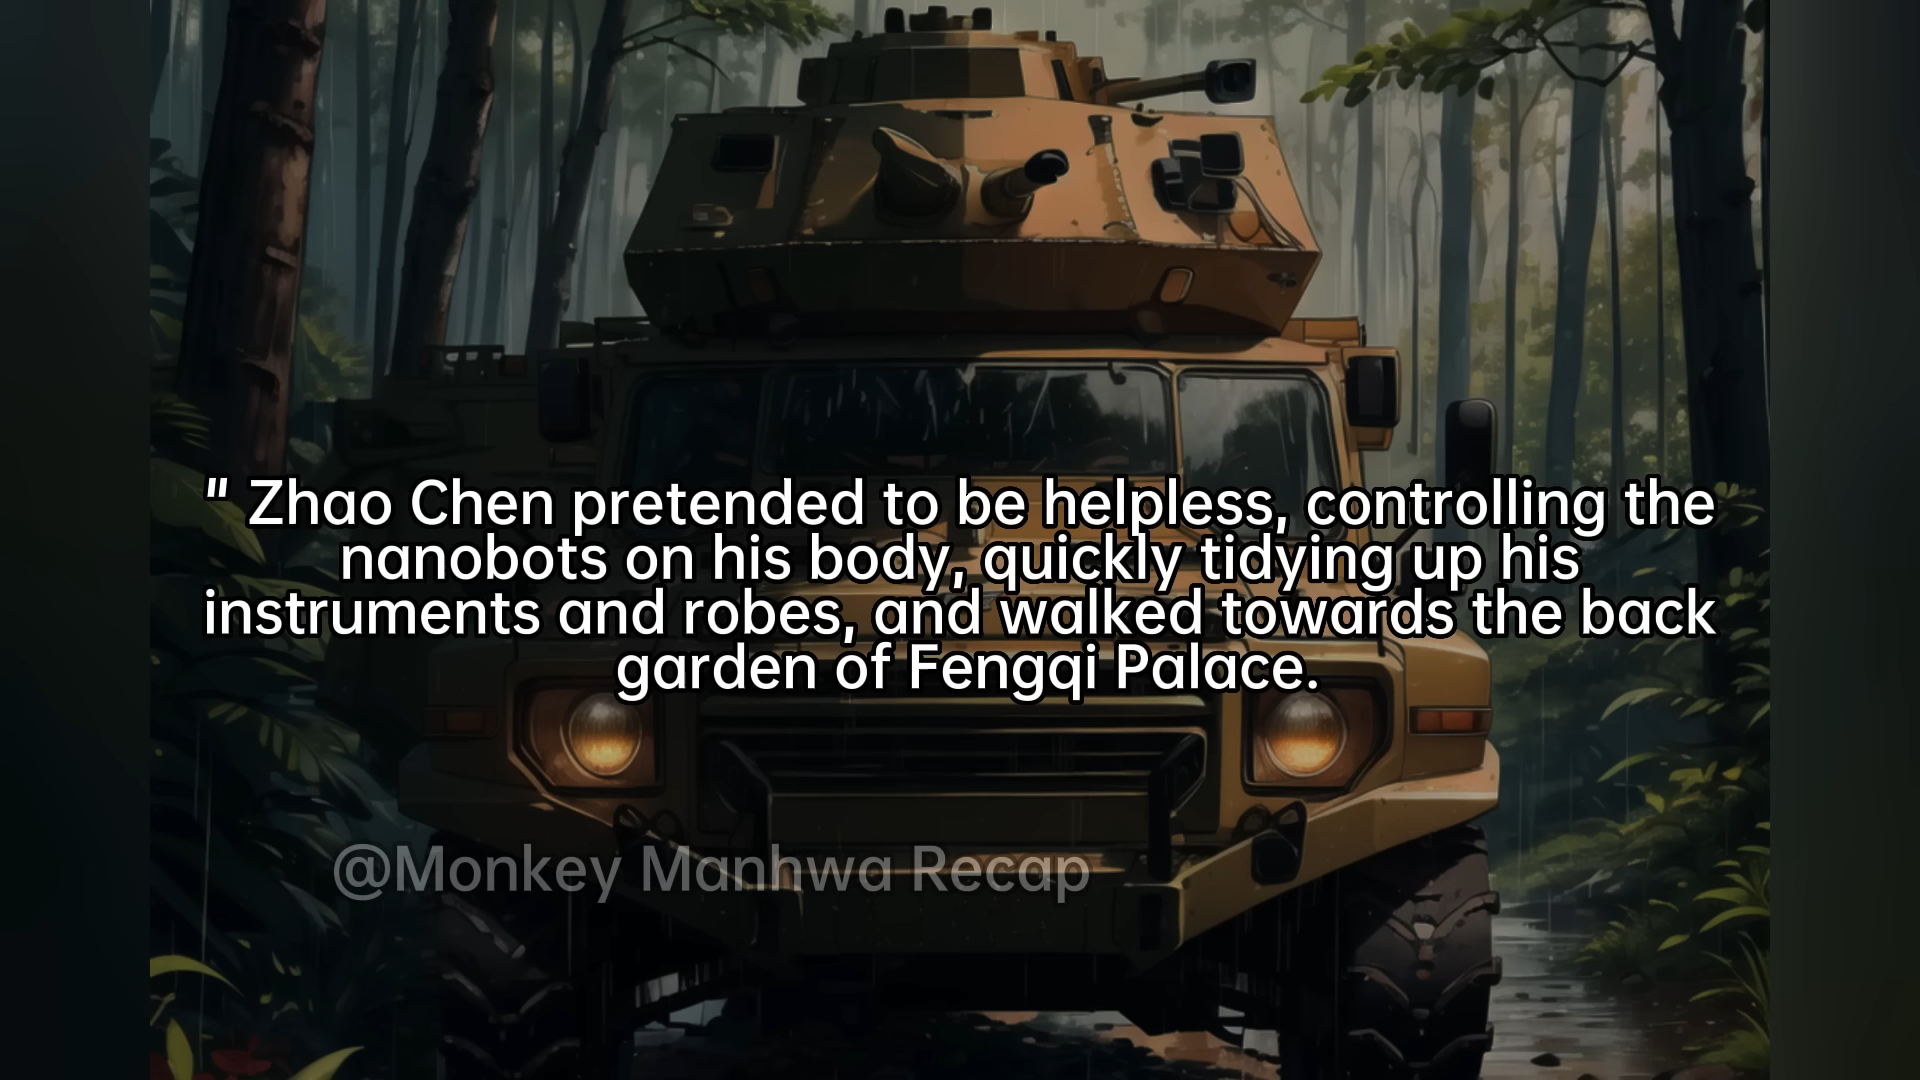 " Zhao Chen pretended to be helpless, controlling the
nanobots on his body, quickly tidying up his
instruments and robes, and walked towards the back
garden of Fengqi Palace.
@Monkey Manhwa Recap